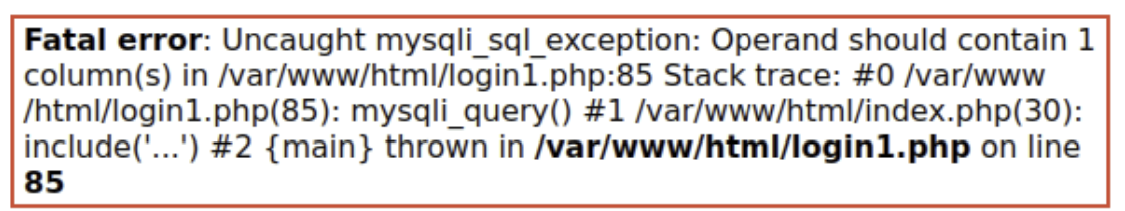 Fatal error: Uncaught mysqli_sql_exception: Operand should contain 1
column(s) in /var/www/html/login1.php:85 Stack trace: #0 /var/www
/html/login1.php(85): mysqli_query() #1 /var/www/html/index.php(30):
include('...') #2 {main} thrown in /var/www/html/login1.php on line
85